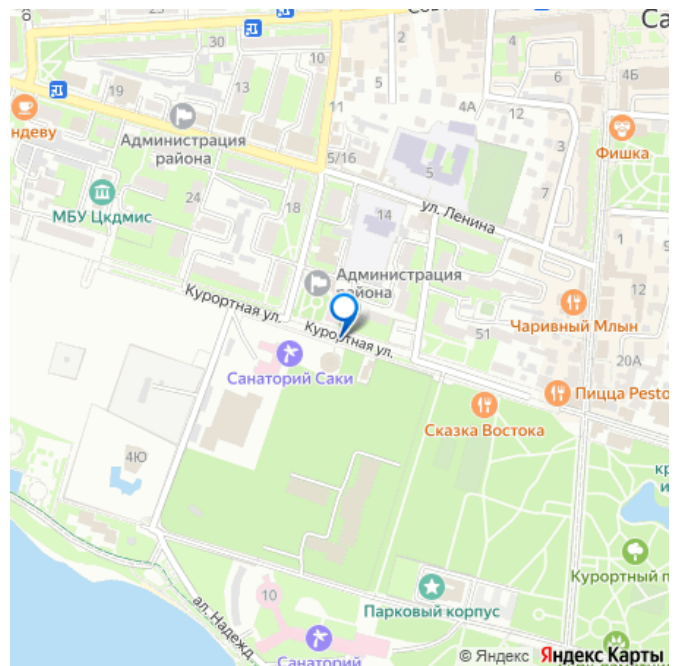 Са
30
10
4
13
5
6
4Б
19
11
4А
12
Администрация
района
ндеву
5/16
5
3
Фишка
24
18
МБУ Цкдмис
14
ул. Ленина
7
1
Администрация
района
12
Курортная ул.
Курортная ул.
Чаривный Млын
51
Санаторий Саки
20А
Пицца Pesto
Сказка Востока
4Ю
кр
и
Курортный п
10
Парковый корпус
ал. Надежд
Санаторий
© Яндекс Яндекс Карты